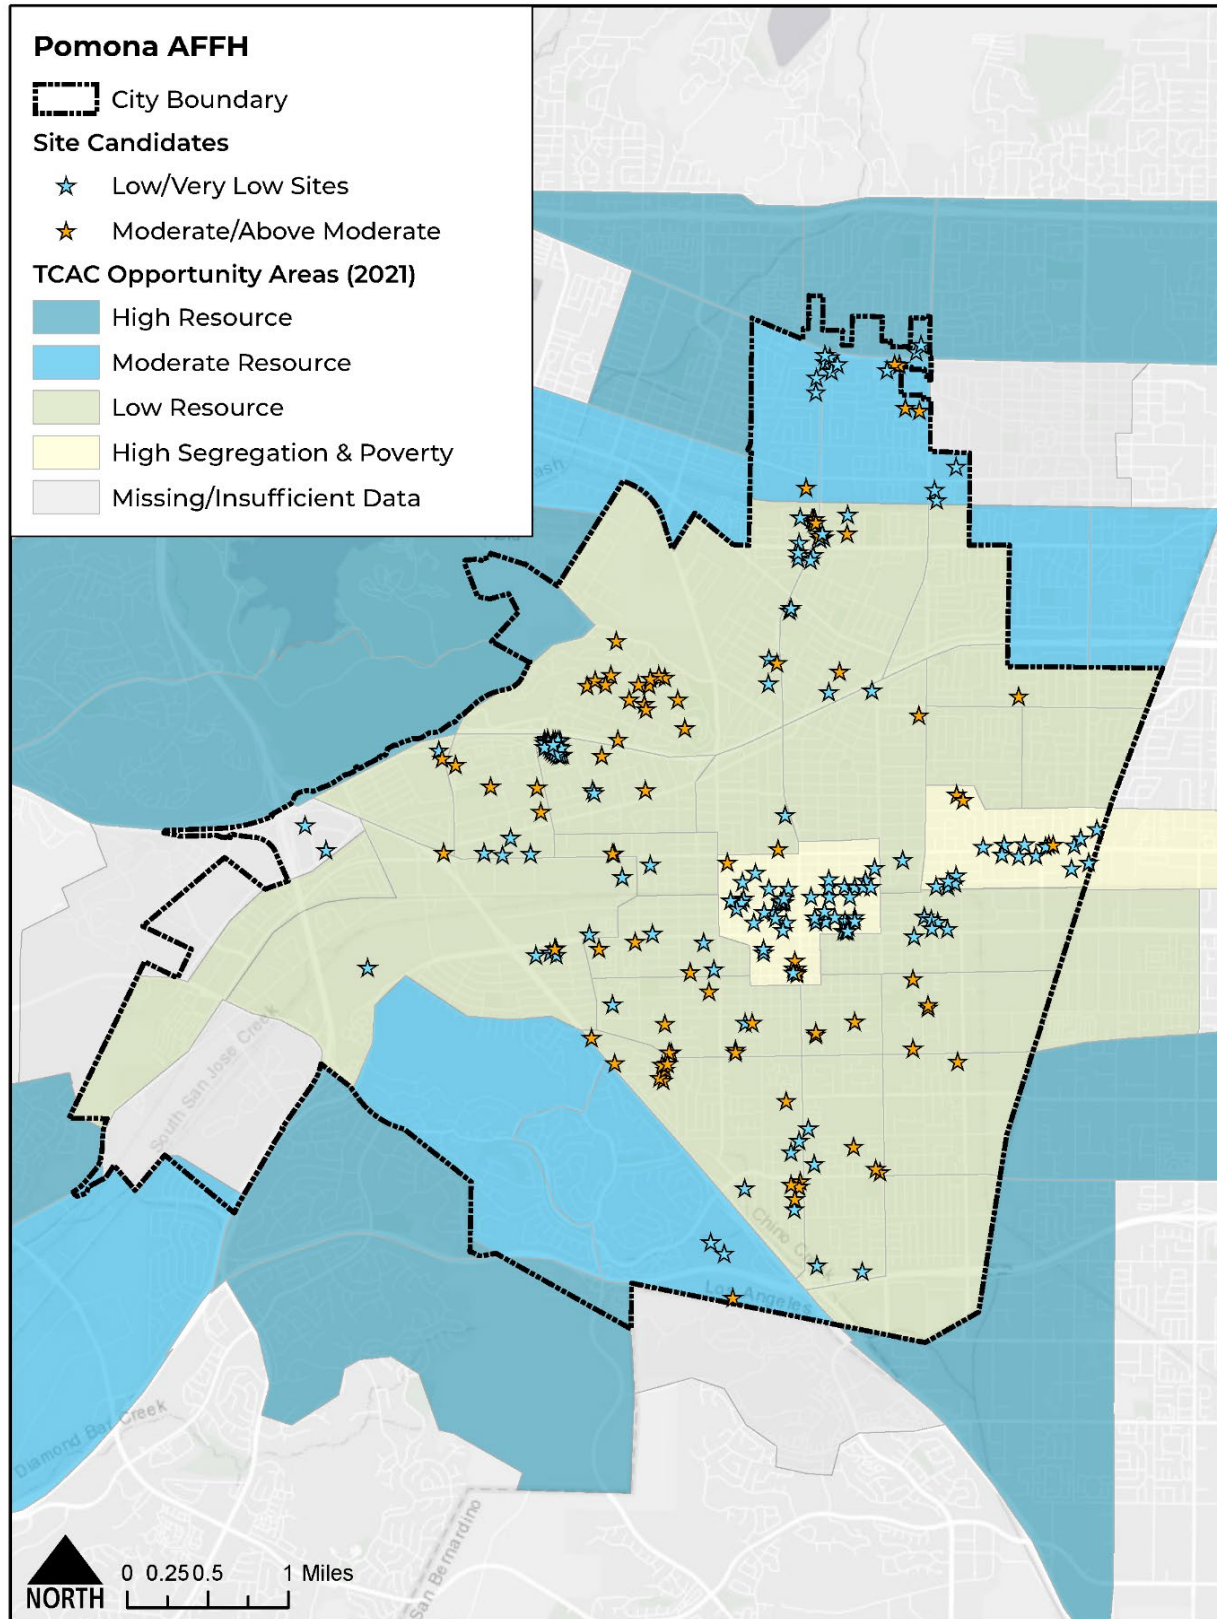 Pomona AFFH
City Boundary
Site Candidates
Low/Very Low Sites
Moderate/Above Moderate
TCAC Opportunity Areas (2021)
High Resource
Moderate Resource
Low Resource
High Segregation & Poverty
Missing/Insufficient Data
ash
South San Jose Creek
Chino Creek
Los Angeles
Diamond Bar Creek
San Bernardino
NORTH
0 0.25 0.5 1 Miles